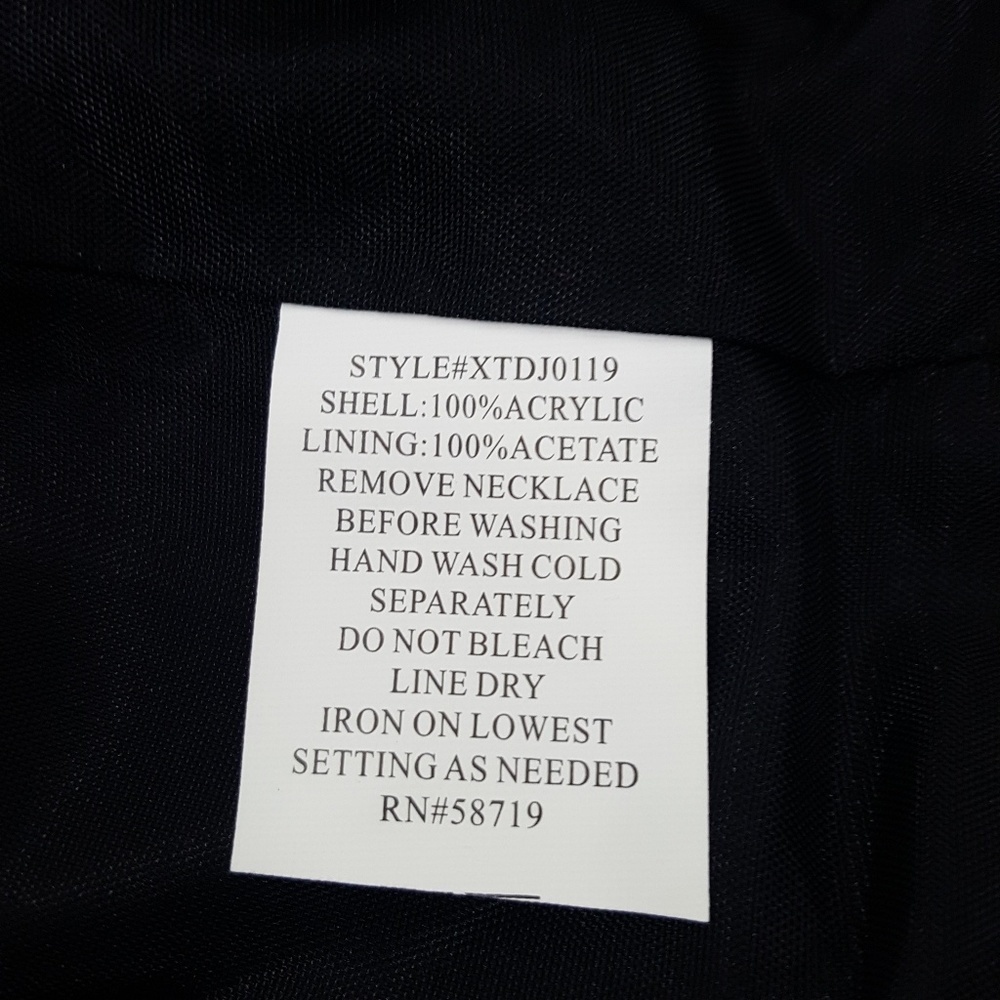 STYLE#XTDJ0119
SHELL:100%ACRYLIC
LINING:100%ACETATE
REMOVE NECKLACE
BEFORE WASHING
HAND WASH COLD
SEPARATELY
DO NOT BLEACH
LINE DRY
IRON ON LOWEST
SETTING AS NEEDED
RN#58719